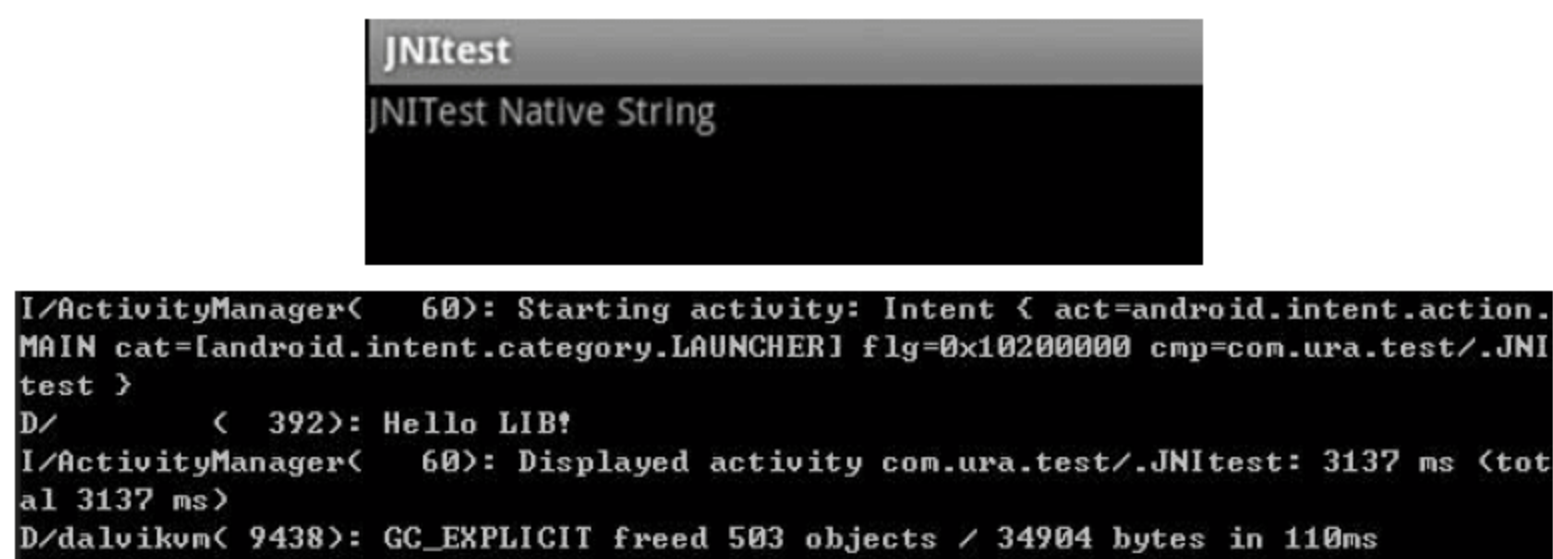 JNItest
JNITest Native String
I/ActivityManager(   60): Starting activity: Intent { act=android.intent.action.
MAIN cat=[android.intent.category.LAUNCHER] flg=0x10200000 cmp=com.ura.test/.JNI
test }
D/        (  392): Hello LIB!
I/ActivityManager(   60): Displayed activity com.ura.test/.JNItest: 3137 ms (tot
al 3137 ms)
D/dalvikvm( 9438): GC_EXPLICIT freed 503 objects / 34904 bytes in 110ms